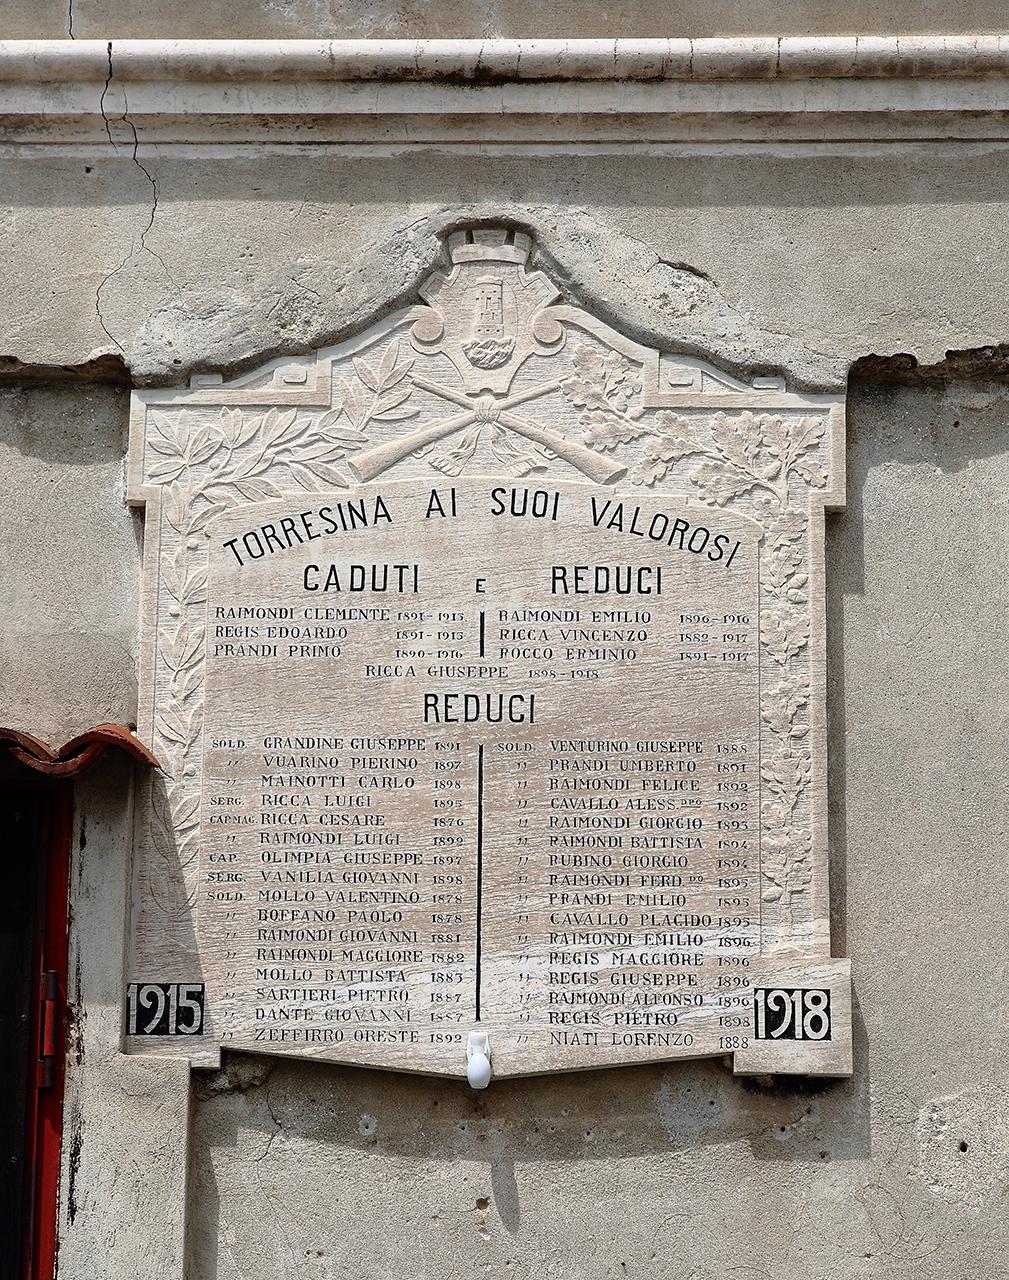 TORRESINA AI SUOI VALOROSI
CADUTI E REDUCI
RAIMONDI CLEMENTE 1891-1915
REGIS EDOARDO 1891-1915
PRANDI PRIMO 1890-1916
RAIMONDI EMILIO 1896-1916
RICCA VINCENZO 1882-1917
ROCCO ERMINIO 1891-1917
RICCA GIUSEPPE 1898-1918
REDUCI
SOLD. GRANDINE GIUSEPPE 1891
,, VUARINO PIERINO 1897
,, MAINOTTI CARLO 1898
SERG. RICCA LUIGI 1895
CAP.MAG. RICCA CESARE 1876
,, RAIMONDI LUIGI 1892
CAP. OLIMPIA GIUSEPPE 1897
SERG. VANILIA GIOVANNI 1898
SOLD. MOLLO VALENTINO 1878
,, BOFFANO PAOLO 1878
,, RAIMONDI GIOVANNI 1881
,, RAIMONDI MAGGIORE 1882
,, MOLLO BATTISTA 1883
,, SARTIERI PIETRO 1887
,, DANTE GIOVANNI 1887
,, ZEFFIRRO ORESTE 1892
SOLD. VENTURINO GIUSEPPE 1888
,, PRANDI UMBERTO 1891
,, RAIMONDI FELICE 1892
,, CAVALLO ALESS.DRO 1892
,, RAIMONDI GIORGIO 1893
,, RAIMONDI BATTISTA 1894
,, RUBINO GIORGIO 1894
,, RAIMONDI FERD.DO 1895
,, PRANDI EMILIO 1895
,, CAVALLO PLACIDO 1895
,, RAIMONDI EMILIO 1896
,, REGIS MAGGIORE 1896
,, REGIS GIUSEPPE 1896
,, RAIMONDI ALFONSO 1896
,, REGIS PIETRO 1898
,, NIATI LORENZO 1888
1915
1918